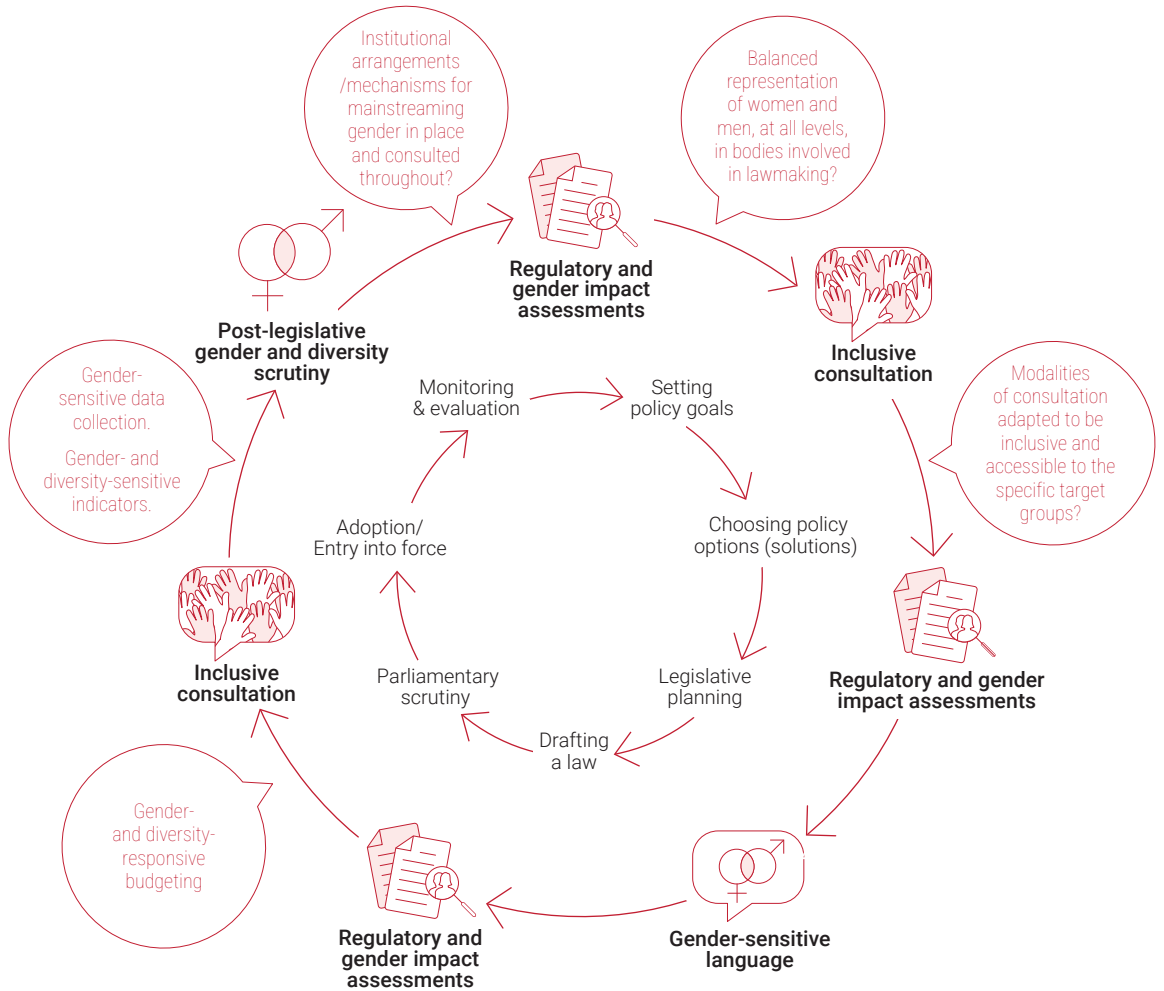 Institutional
arrangements
/mechanisms for
mainstreaming
gender in place
and consulted
throughout?
Balanced
representation
of women and
men, at all levels,
in bodies involved
in lawmaking?
Regulatory and
gender impact
assessments
Inclusive
consultation
Modalities
of consultation
adapted to be
inclusive and
accessible to the
specific target
groups?
Regulatory and gender
impact assessments
Gender-sensitive
language
Regulatory and
gender impact
assessments
Gender-
and diversity-
responsive
budgeting
Inclusive
consultation
Gender-
sensitive data
collection.
Gender- and
diversity-sensitive
indicators.
Post-legislative
gender and diversity
scrutiny
Monitoring
& evaluation
Setting
policy goals
Choosing policy
options (solutions)
Legislative
planning
Drafting
a law
Parliamentary
scrutiny
Adoption/
Entry into force